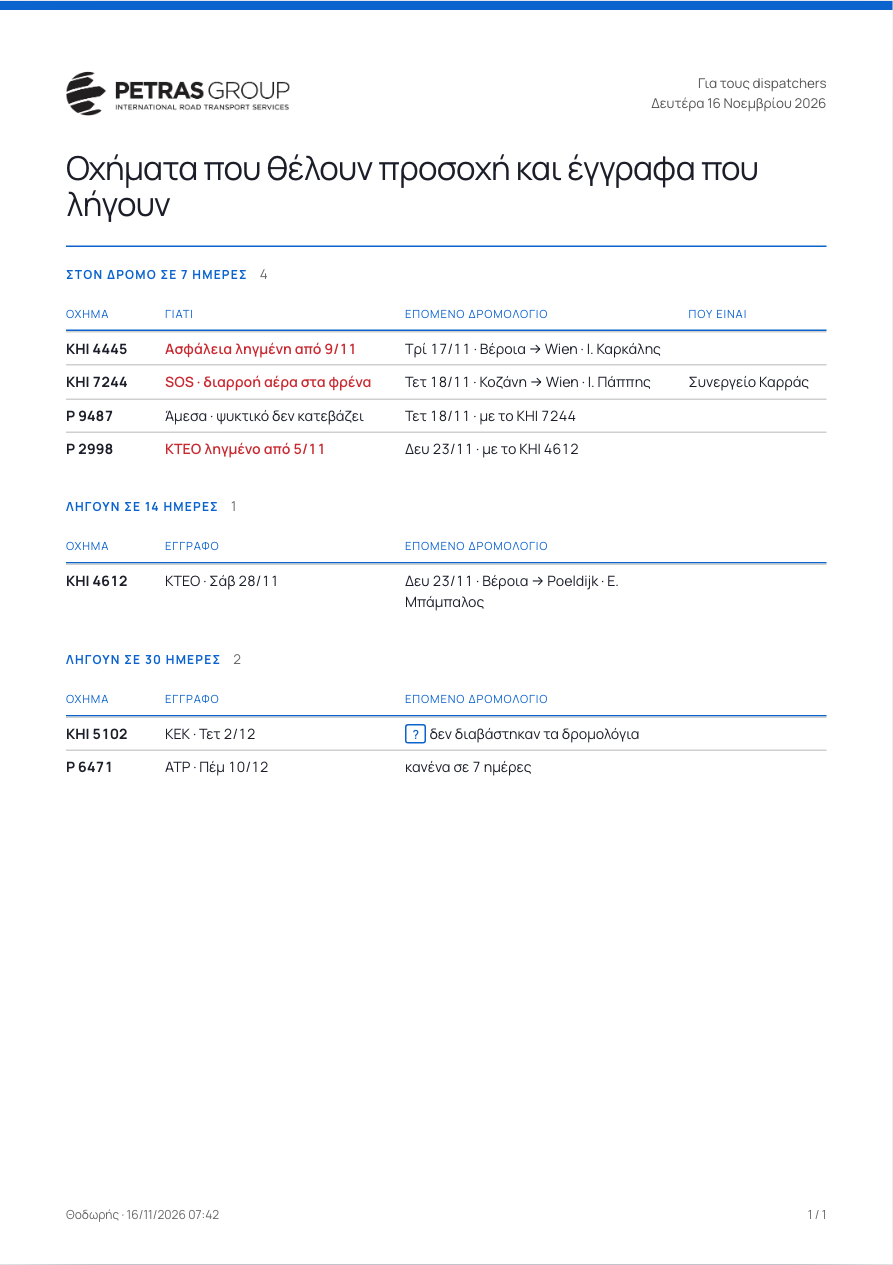 PETRAS GROUP
INTERNATIONAL ROAD TRANSPORT SERVICES
Για τους dispatchers
Δευτέρα 16 Νοεμβρίου 2026
Οχήματα που θέλουν προσοχή και έγγραφα που
λήγουν
ΣΤΟΝ ΔΡΟΜΟ ΣΕ 7 ΗΜΕΡΕΣ 4
ΟΧΗΜΑ ΓΙΑΤΙ ΕΠΟΜΕΝΟ ΔΡΟΜΟΛΟΓΙΟ ΠΟΥ ΕΙΝΑΙ
ΚΗΙ 4445 Ασφάλεια ληγμένη από 9/11 Τρί 17/11 · Βέροια → Wien · Ι. Καρκάλης
ΚΗΙ 7244 SOS · διαρροή αέρα στα φρένα Τετ 18/11 · Κοζάνη → Wien · Ι. Πάππης Συνεργείο Καρράς
Ρ 9487 Άμεσα · ψυκτικό δεν κατεβάζει Τετ 18/11 · με το ΚΗΙ 7244
Ρ 2998 ΚΤΕΟ ληγμένο από 5/11 Δευ 23/11 · με το ΚΗΙ 4612
ΛΗΓΟΥΝ ΣΕ 14 ΗΜΕΡΕΣ 1
ΟΧΗΜΑ ΕΓΓΡΑΦΟ ΕΠΟΜΕΝΟ ΔΡΟΜΟΛΟΓΙΟ
ΚΗΙ 4612 ΚΤΕΟ · Σάβ 28/11 Δευ 23/11 · Βέροια → Poeldijk · Ε.
Μπάμπαλος
ΛΗΓΟΥΝ ΣΕ 30 ΗΜΕΡΕΣ 2
ΟΧΗΜΑ ΕΓΓΡΑΦΟ ΕΠΟΜΕΝΟ ΔΡΟΜΟΛΟΓΙΟ
ΚΗΙ 5102 ΚΕΚ · Τετ 2/12 ? δεν διαβάστηκαν τα δρομολόγια
Ρ 6471 ATP · Πέμ 10/12 κανένα σε 7 ημέρες
Θοδωρής · 16/11/2026 07:42
1 / 1